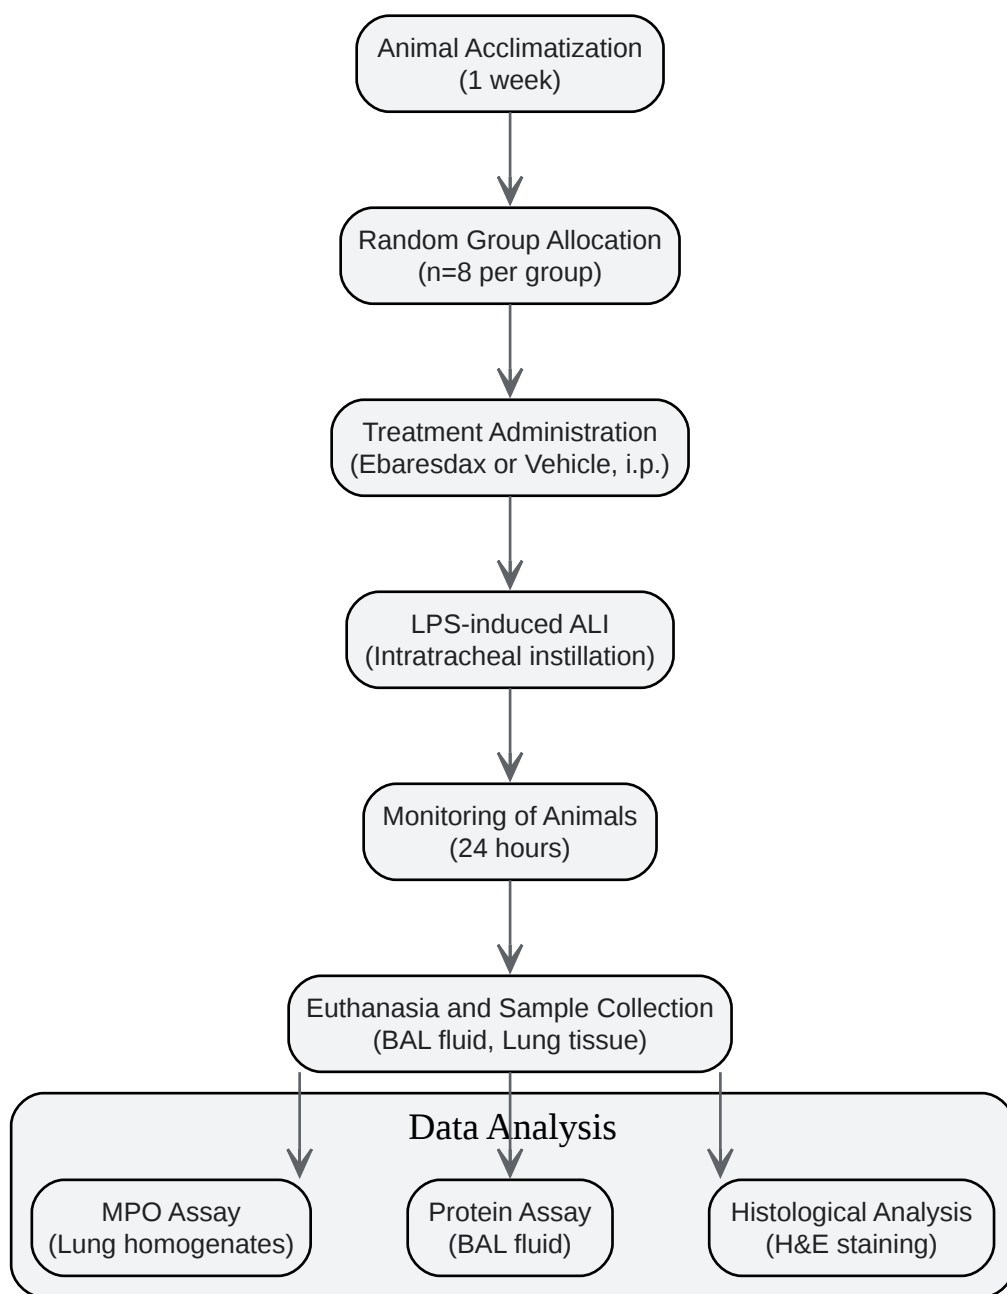 Animal Acclimatization
(1 week)
Random Group Allocation
(n=8 per group)
Treatment Administration
(Ebaresdax or Vehicle, i.p.)
LPS-induced ALI
(Intratracheal instillation)
Monitoring of Animals
(24 hours)
Euthanasia and Sample Collection
(BAL fluid, Lung tissue)
Data Analysis
MPO Assay
(Lung homogenates)
Protein Assay
(BAL fluid)
Histological Analysis
(H&E staining)